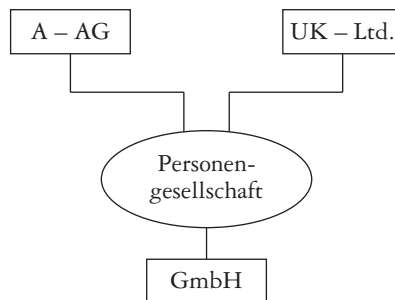 A – AG
UK – Ltd.
Personen-
gesellschaft
GmbH